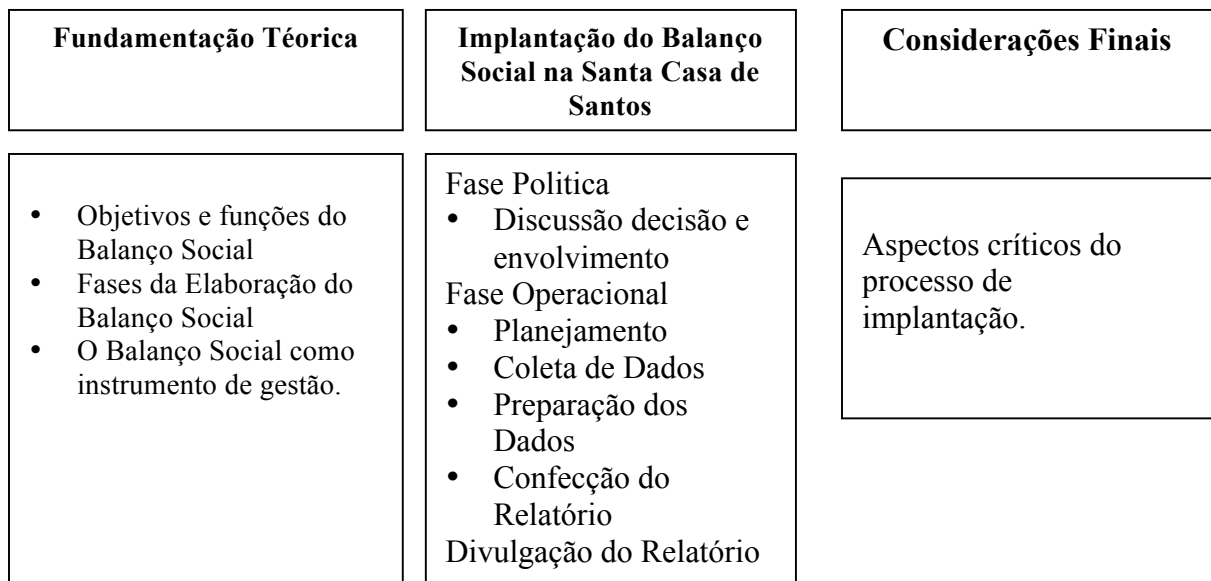 Fundamentação Téorica
Implantação do Balanço
Social na Santa Casa de
Santos
Considerações Finais
• Objetivos e funções do
Balanço Social
• Fases da Elaboração do
Balanço Social
• O Balanço Social como
instrumento de gestão.
Fase Politica
• Discussão decisão e
envolvimento
Fase Operacional
• Planejamento
• Coleta de Dados
• Preparação dos
Dados
• Confecção do
Relatório
Divulgação do Relatório
Aspectos críticos do
processo de
implantação.